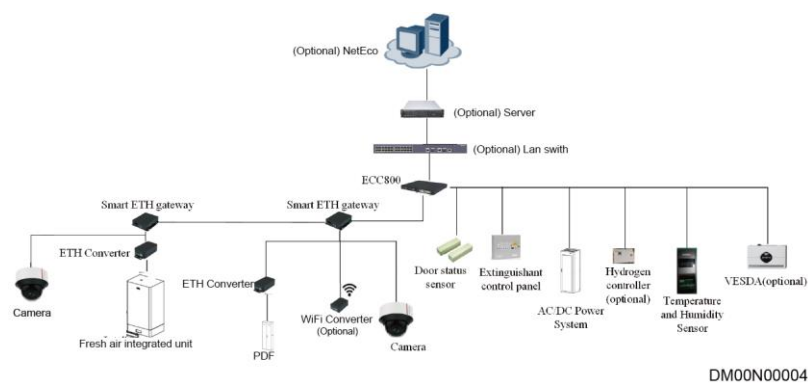 (Optional) NetEco
(Optional) Server
(Optional) Lan swith
ECC800
Smart ETH gateway
Smart ETH gateway
ETH Converter
Camera
Fresh air integrated unit
ETH Converter
PDF
WiFi Converter
(Optional)
Camera
Door status
sensor
Extinguishant
control panel
AC/DC Power
System
Hydrogen
controller
(optional)
Temperature
and Humidity
Sensor
VESDA(optional)
DM00N00004